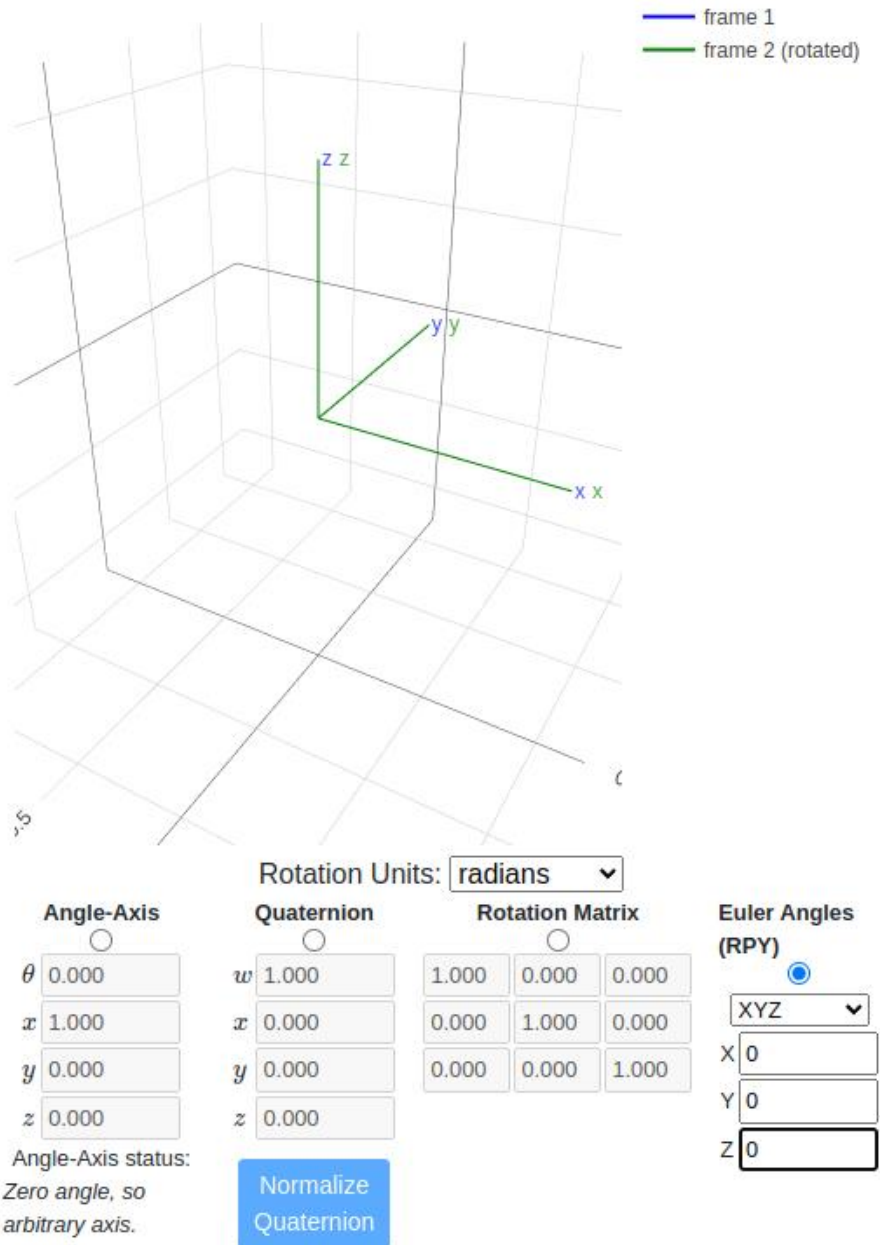 frame 1
frame 2 (rotated)
z z
y y
x x
Rotation Units: radians
Angle-Axis
θ 0.000
x 1.000
y 0.000
z 0.000
Angle-Axis status:
Zero angle, so
arbitrary axis.
Quaternion
w 1.000
x 0.000
y 0.000
z 0.000
Normalize
Quaternion
Rotation Matrix
1.000 0.000 0.000
0.000 1.000 0.000
0.000 0.000 1.000
Euler Angles
(RPY)
XYZ
X 0
Y 0
Z 0